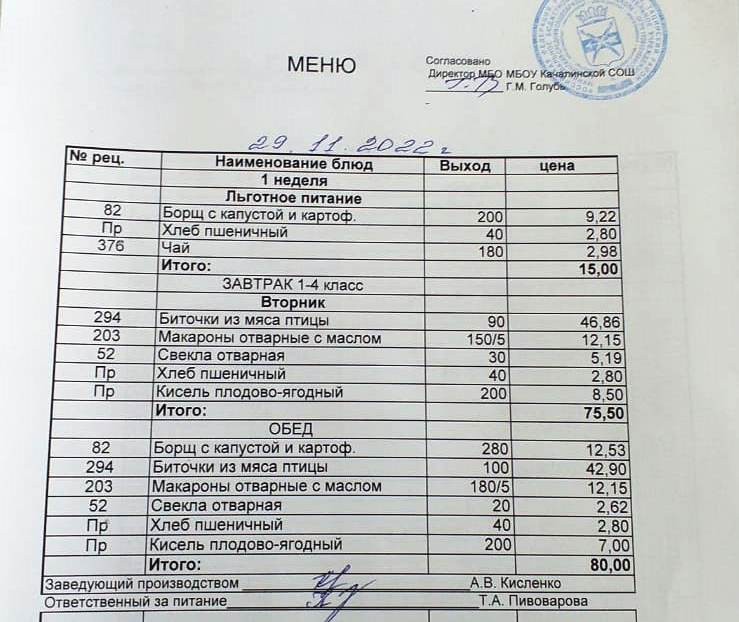 МЕНЮ
Согласовано
Директор МБО МБОУ Качалинской СОШ
Г.М. Голубь
29.11.2022 г
№ рец. Наименование блюд Выход цена
1 неделя
Льготное питание
82 Борщ с капустой и картоф. 200 9,22
Пр Хлеб пшеничный 40 2,80
376 Чай 180 2,98
Итого: 15,00
ЗАВТРАК 1-4 класс
Вторник
294 Биточки из мяса птицы 90 46,86
203 Макароны отварные с маслом 150/5 12,15
52 Свекла отварная 30 5,19
Пр Хлеб пшеничный 40 2,80
Пр Кисель плодово-ягодный 200 8,50
Итого: 75,50
ОБЕД
82 Борщ с капустой и картоф. 280 12,53
294 Биточки из мяса птицы 100 42,90
203 Макароны отварные с маслом 180/5 12,15
52 Свекла отварная 20 2,62
Пр Хлеб пшеничный 40 2,80
Пр Кисель плодово-ягодный 200 7,00
Итого: 80,00
Заведующий производством А.В. Кисленко
Ответственный за питание Т.А. Пивоварова